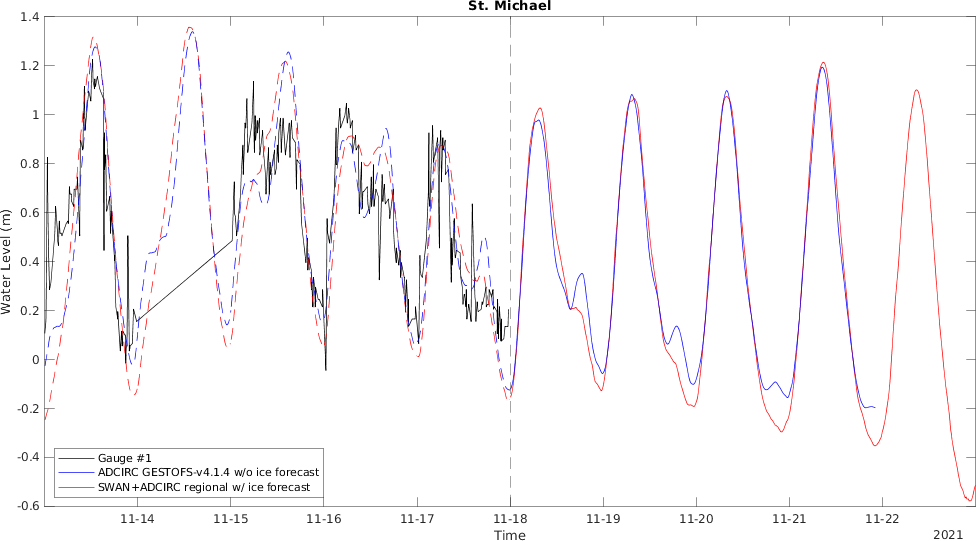 St. Michael
1.4
1.2
1
0.8
0.6
0.4
0.2
0
-0.2
-0.4
-0.6
Water Level (m)
Gauge #1
ADCIRC GESTOFS-v4.1.4 w/o ice forecast
SWAN+ADCIRC regional w/ ice forecast
11-14 11-15 11-16 11-17 11-18 11-19 11-20 11-21 11-22
Time
2021